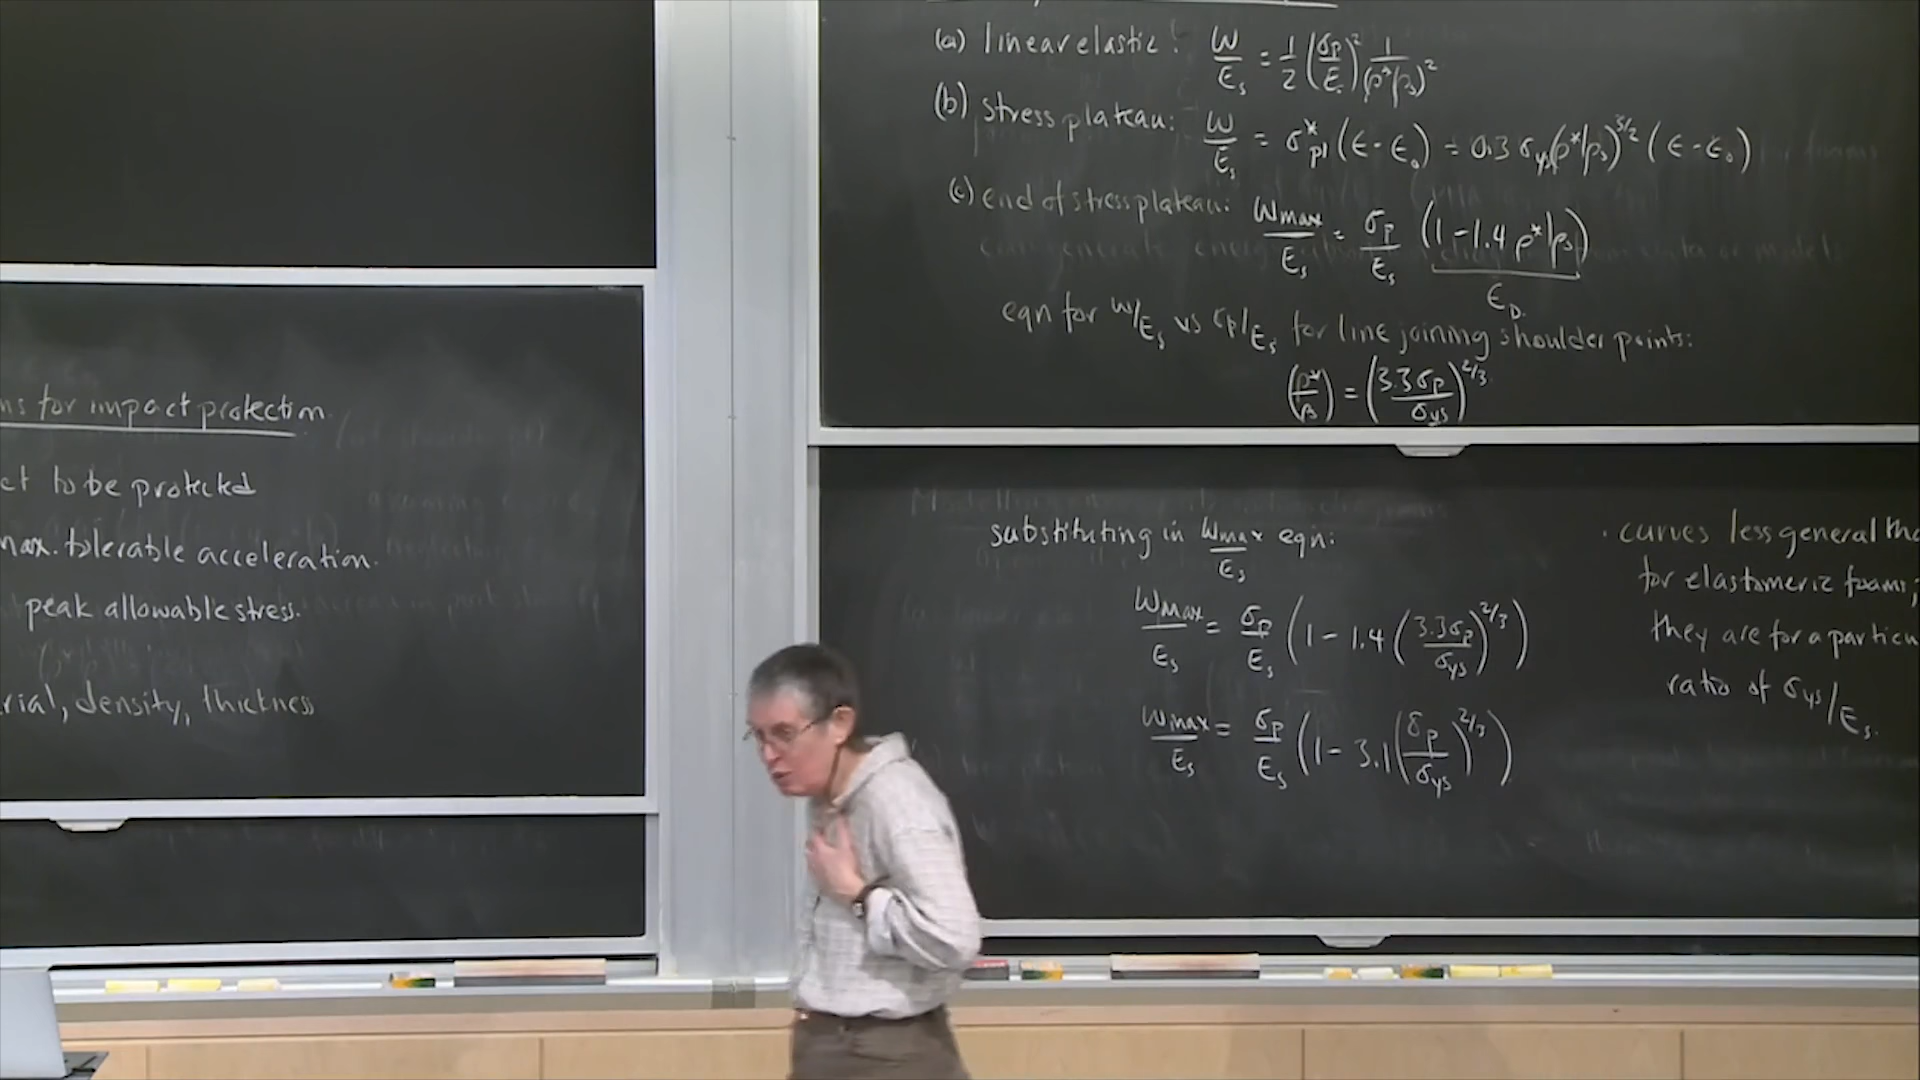 ns for impact protection
ct to be protected
max. tolerable acceleration.
peak allowable stress.
rial, density, thickness
(a) linear elastic: W/Es = 1/2 (σp/E)² 1/(ρ*/ρs)²
(b) stress plateau: W/Es = σ*pl (ϵ - ϵ₀) = 0.3 σys (ρ*/ρs)^3/2 (ϵ - ϵ₀)
(c) end of stress plateau: Wmax/Es = σp/Es (1 - 1.4 ρ*/ρs)
ϵD
eqn for W/Es vs σp/Es for line joining shoulder points:
(ρ*/ρs) = (3.3σp/σys)^2/3
substituting in Wmax/Es eqn:
Wmax/Es = σp/Es (1 - 1.4 (3.3σp/σys)^2/3)
Wmax/Es = σp/Es (1 - 3.1 (σp/σys)^2/3)
· curves less general tha
for elastomeric foams;
they are for a particu
ratio of σys/Es.